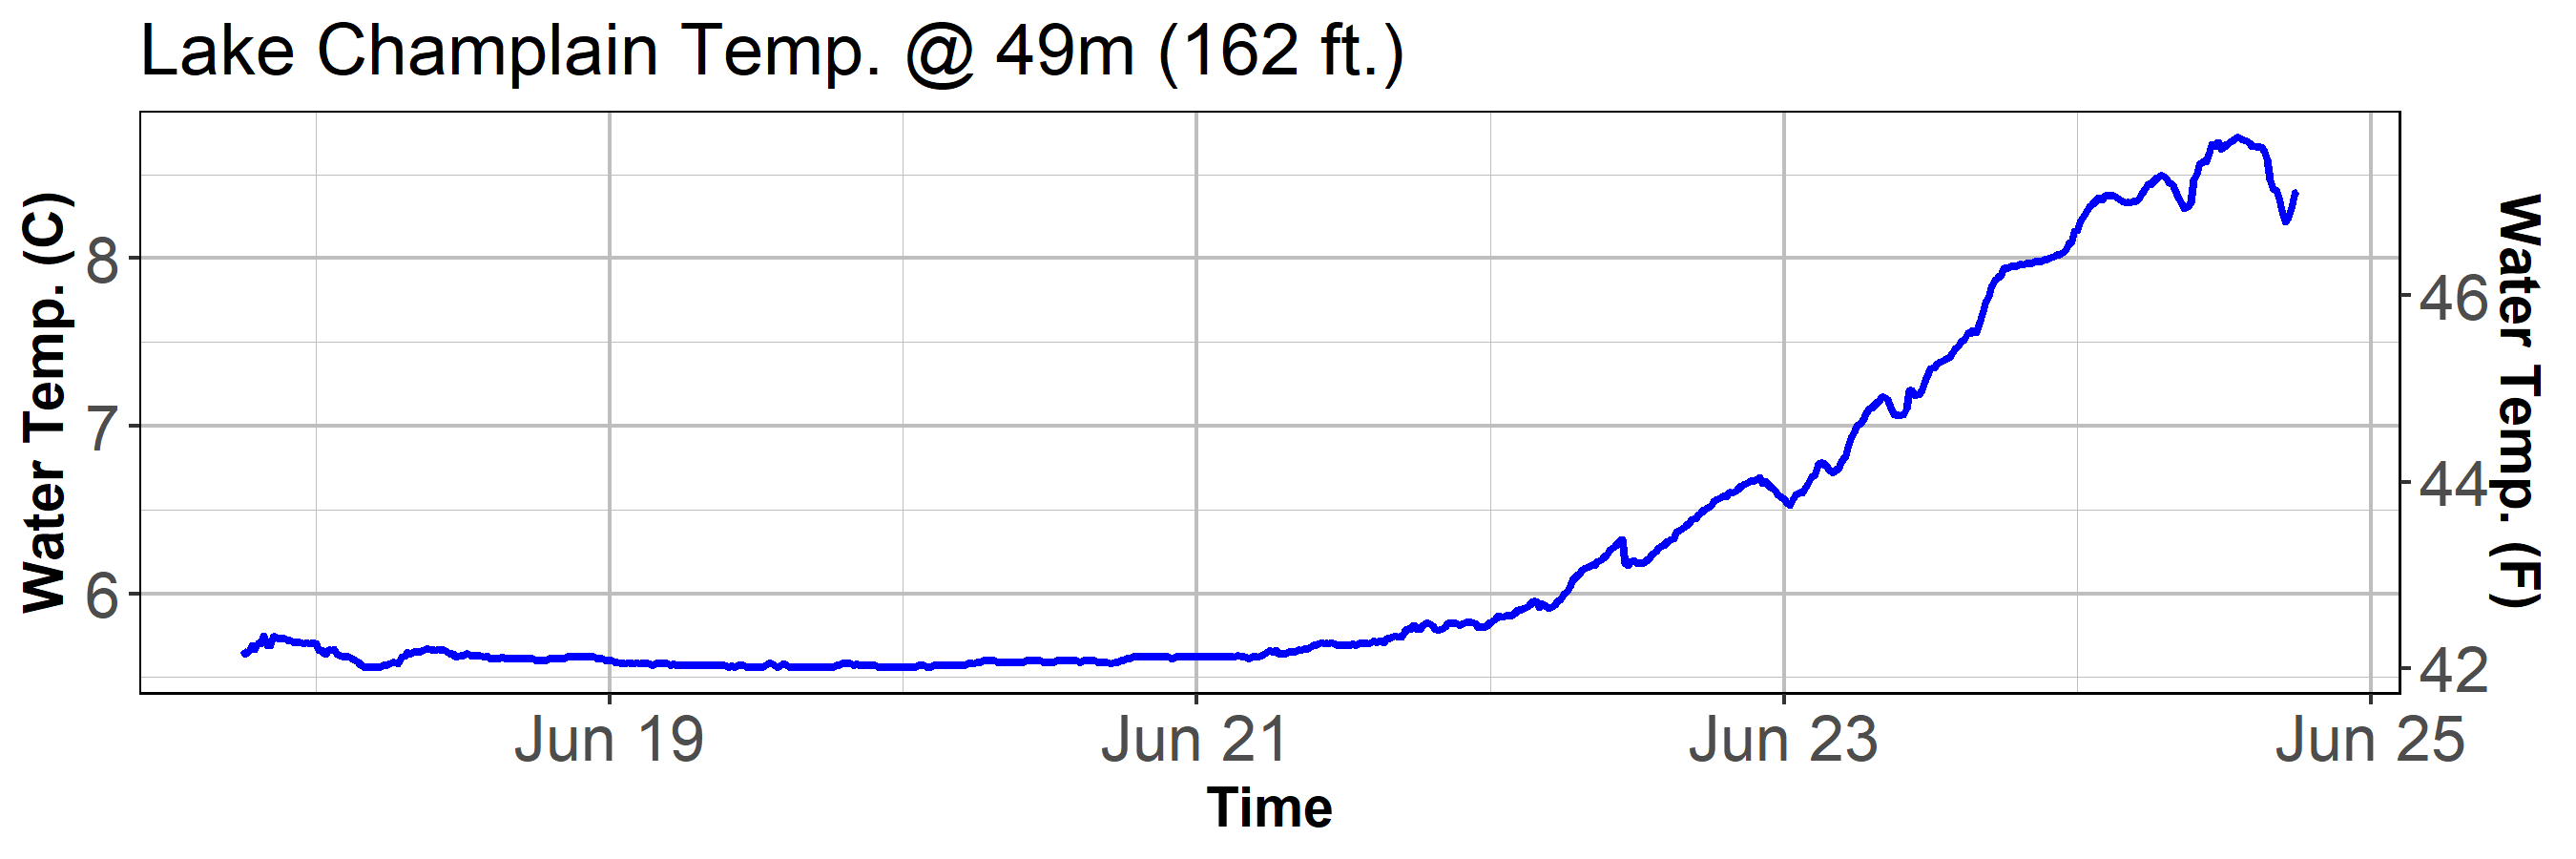 Lake Champlain Temp. @ 49m (162 ft.)
Water Temp. (C)
8
7
6
46
44
42
Water Temp. (F)
Jun 19
Jun 21
Jun 23
Jun 25
Time